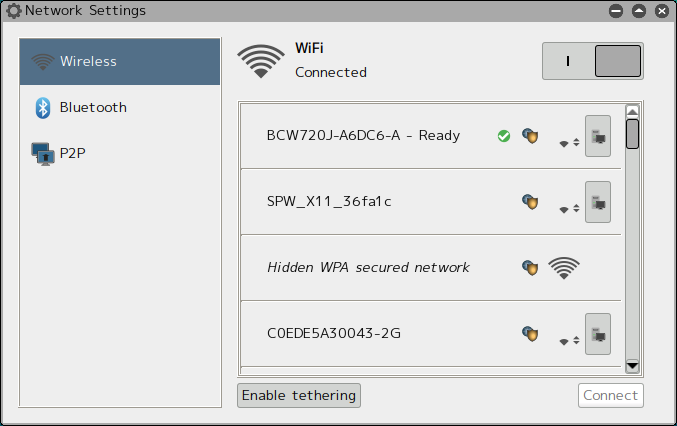 Network Settings
Wireless
Bluetooth
P2P
WiFi
Connected
BCW720J-A6DC6-A - Ready
SPW_X11_36fa1c
Hidden WPA secured network
C0EDE5A30043-2G
Enable tethering
Connect